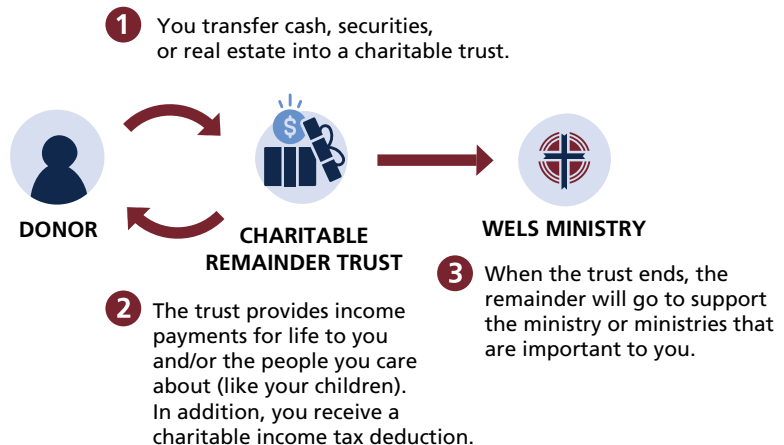 1 You transfer cash, securities,
or real estate into a charitable trust.
$
DONOR
CHARITABLE
REMAINDER TRUST
WELS MINISTRY
2 The trust provides income
payments for life to you
and/or the people you care
about (like your children).
In addition, you receive a
charitable income tax deduction.
3 When the trust ends, the
remainder will go to support
the ministry or ministries that
are important to you.